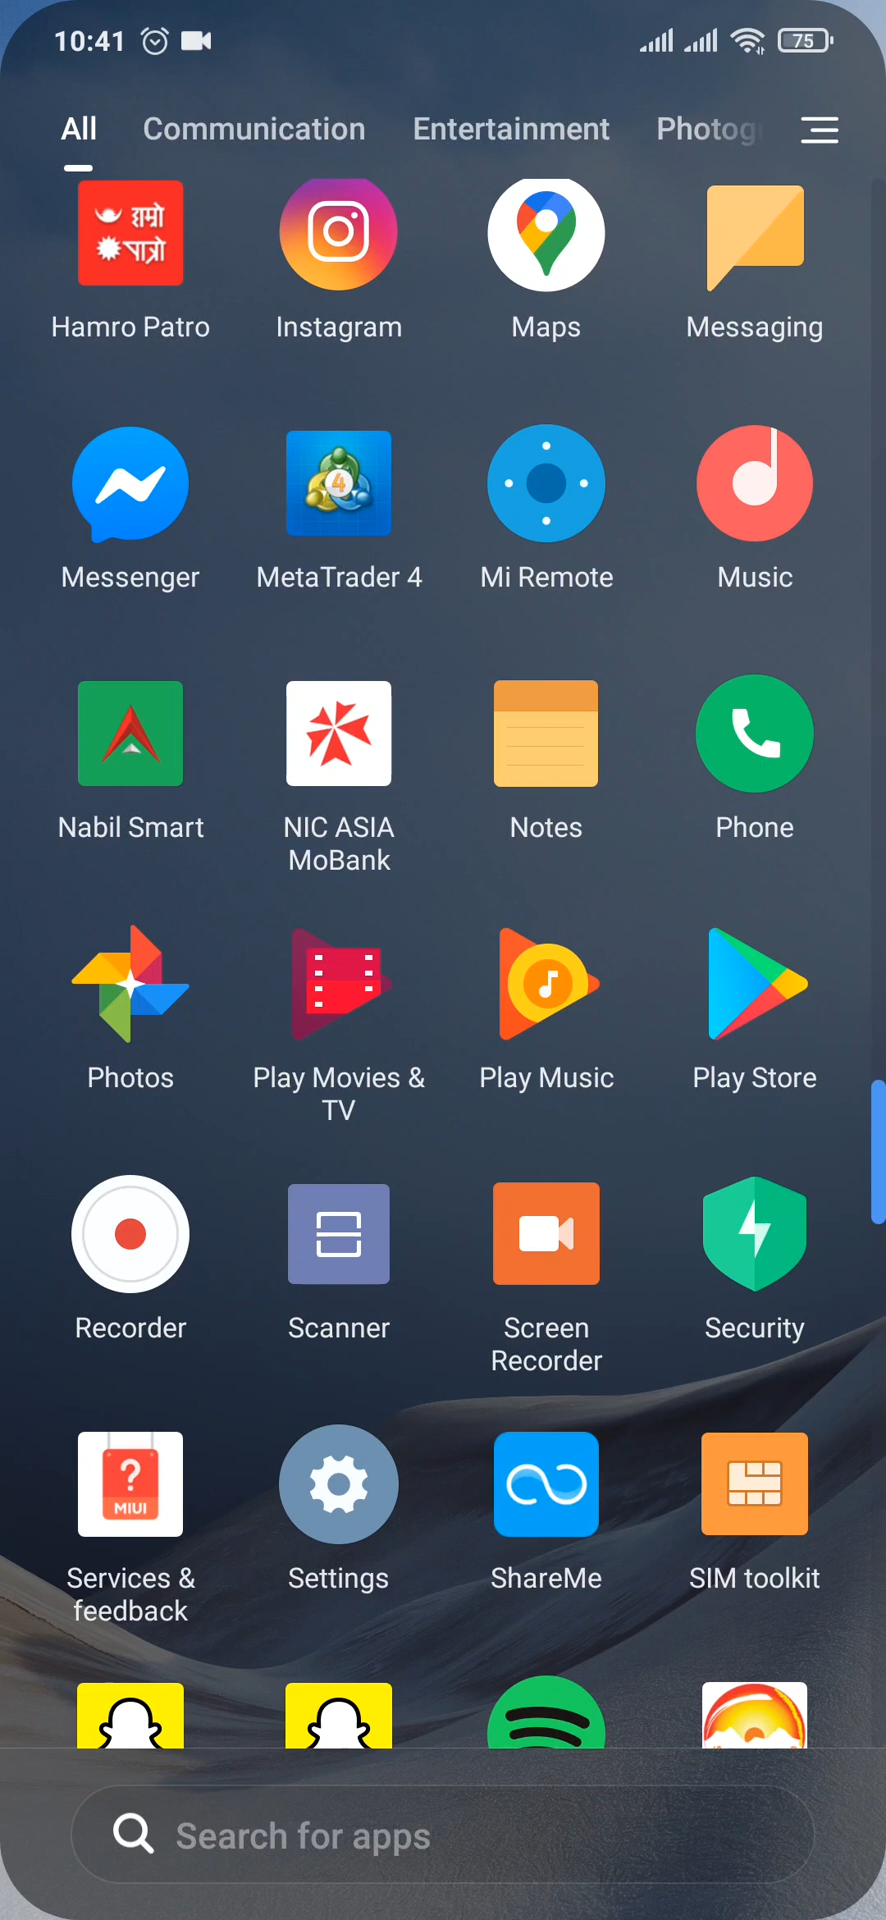 10:41
75
All Communication Entertainment Photog
हाम्रो
पात्रो
Hamro Patro Instagram Maps Messaging
4
Messenger MetaTrader 4 Mi Remote Music
Nabil Smart NIC ASIA Notes Phone
MoBank
Photos Play Movies & Play Music Play Store
TV
Recorder Scanner Screen Security
Recorder
?
MIUI
Services & Settings ShareMe SIM toolkit
feedback
Search for apps